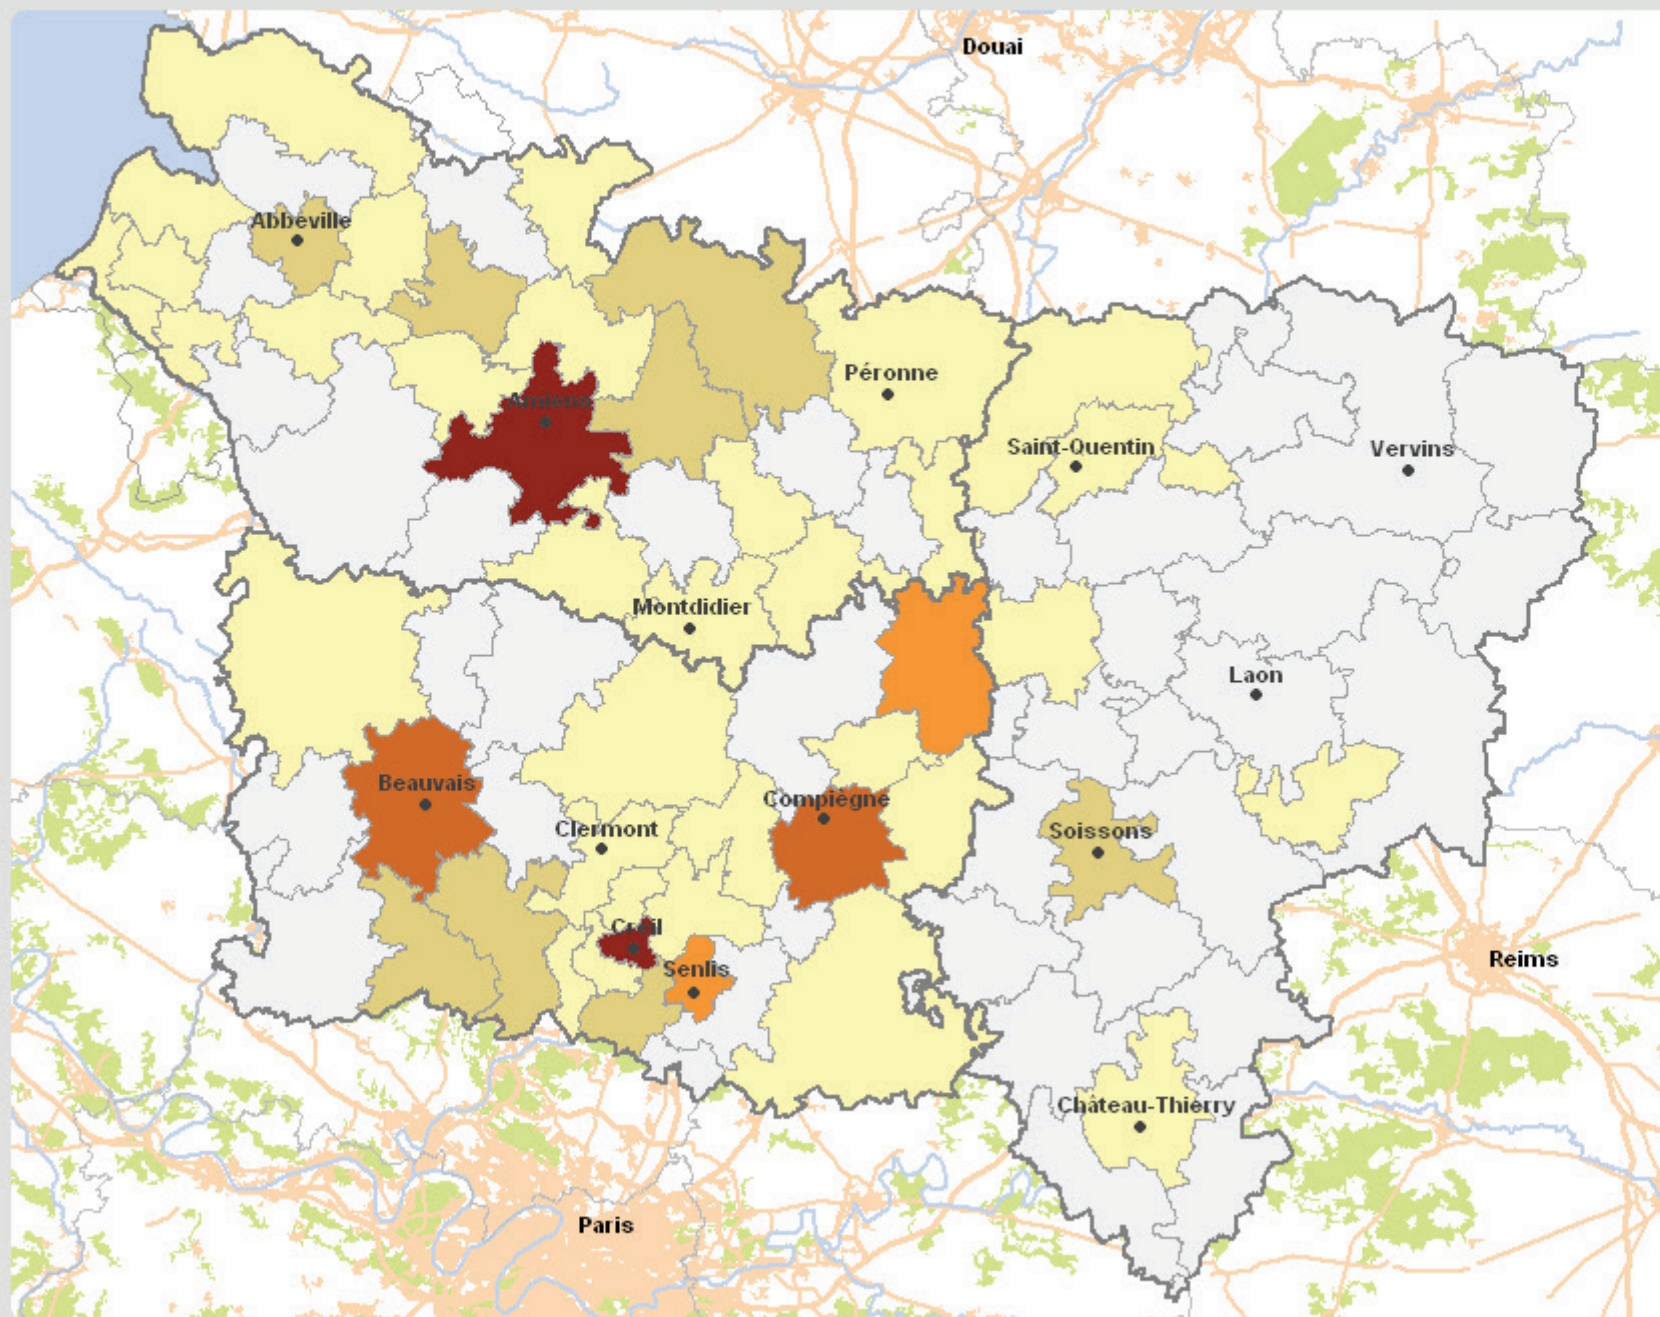 Douai
Abbeville
Péronne
Amiens
Saint-Quentin
Vervins
Montdidier
Laon
Beauvais
Compiègne
Clermont
Soissons
Creil
Senlis
Reims
Château-Thierry
Paris